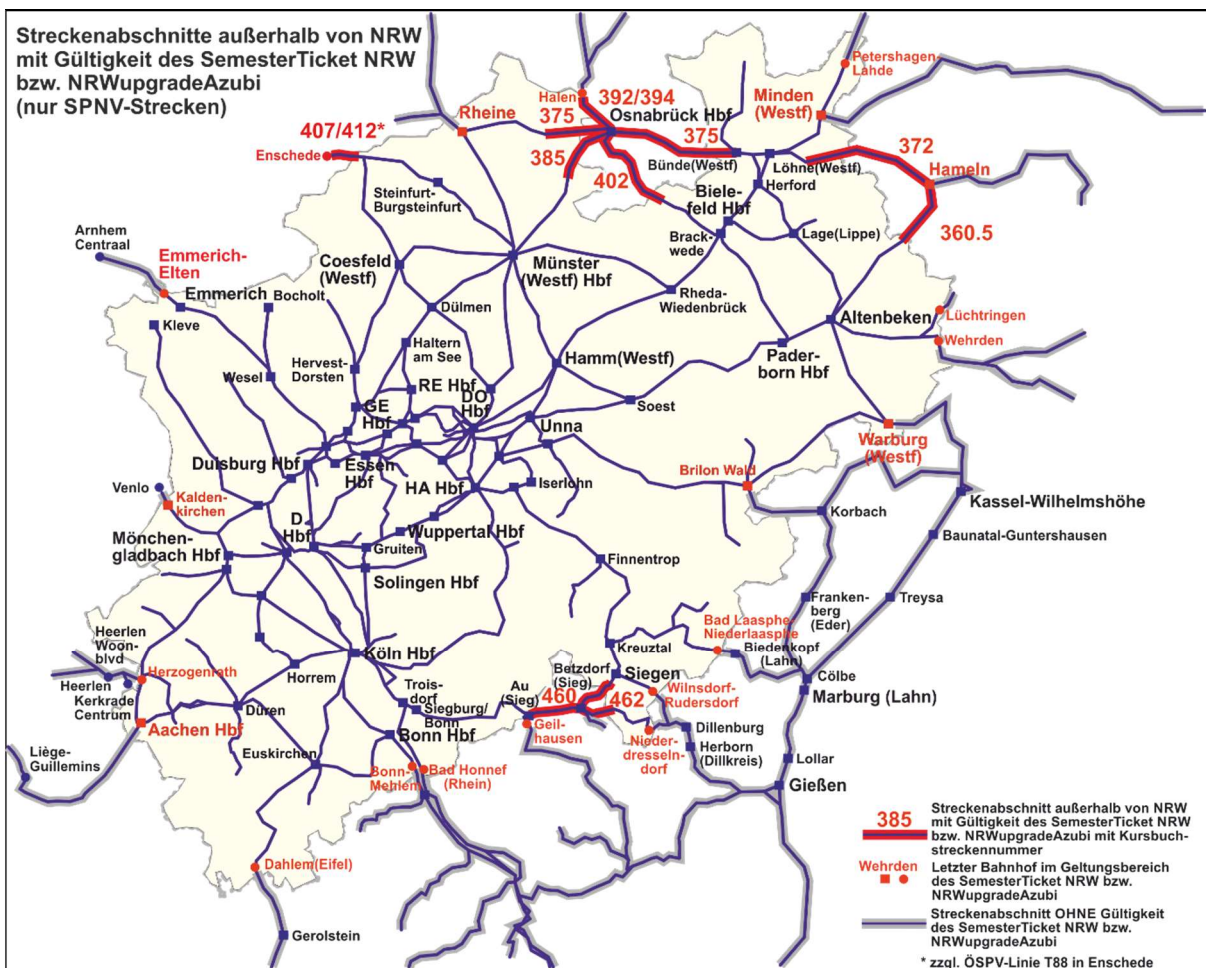 Streckenabschnitte außerhalb von NRW
mit Gültigkeit des SemesterTicket NRW
bzw. NRWupgradeAzubi
(nur SPNV-Strecken)
Petershagen-
Lahde
Halen
392/394
Minden
(Westf)
Rheine
375
Osnabrück Hbf
407/412*
375
372
Enschede
385
Bünde(Westf)
Löhne(Westf)
Hameln
402
Herford
Steinfurt-
Burgsteinfurt
Biele-
feld Hbf
360.5
Arnhem
Centraal
Brack-
wede
Lage(Lippe)
Emmerich-
Elten
Coesfeld
(Westf)
Münster
(Westf) Hbf
Emmerich
Bocholt
Rheda-
Wiedenbrück
Dülmen
Altenbeken
Lüchtringen
Kleve
Wehrden
Haltern
am See
Hamm(Westf)
Pader-
born Hbf
Hervest-
Dorsten
Wesel
RE Hbf
DO
Hbf
GE
Hbf
Soest
Unna
Warburg
(Westf)
Duisburg Hbf
Essen
Hbf
Brilon Wald
Venlo
HA Hbf
Iserlohn
Kalden-
kirchen
Kassel-Wilhelmshöhe
Korbach
D
Hbf
Wuppertal Hbf
Mönchen-
gladbach Hbf
Baunatal-Guntershausen
Gruiten
Finnentrop
Solingen Hbf
Franken-
berg
(Eder)
Treysa
Bad Laasphe-
Niederlaasphe
Heerlen
Woon-
blvd
Kreuztal
Biedenkopf
(Lahn)
Köln Hbf
Herzogenrath
Betzdorf
(Sieg)
Siegen
Cölbe
Horrem
Heerlen
Kerkrade
Centrum
Trois-
dorf
Au
(Sieg)
460
462
Wilnsdorf-
Rudersdorf
Marburg (Lahn)
Siegburg/
Bonn
Düren
Aachen Hbf
Geil-
hausen
Dillenburg
Bonn Hbf
Nieder-
dresseln-
dorf
Herborn
(Dillkreis)
Liège-
Guillemins
Euskirchen
Lollar
Bonn-
Mehlem
Bad Honnef
(Rhein)
Gießen
Dahlem(Eifel)
Gerolstein
385
Streckenabschnitt außerhalb von NRW
mit Gültigkeit des SemesterTicket NRW
bzw. NRWupgradeAzubi mit Kursbuch-
streckennummer
Wehrden
Letzter Bahnhof im Geltungsbereich
des SemesterTicket NRW bzw.
NRWupgradeAzubi
Streckenabschnitt OHNE Gültigkeit
des SemesterTicket NRW bzw.
NRWupgradeAzubi
* zzgl. ÖSPV-Linie T88 in Enschede